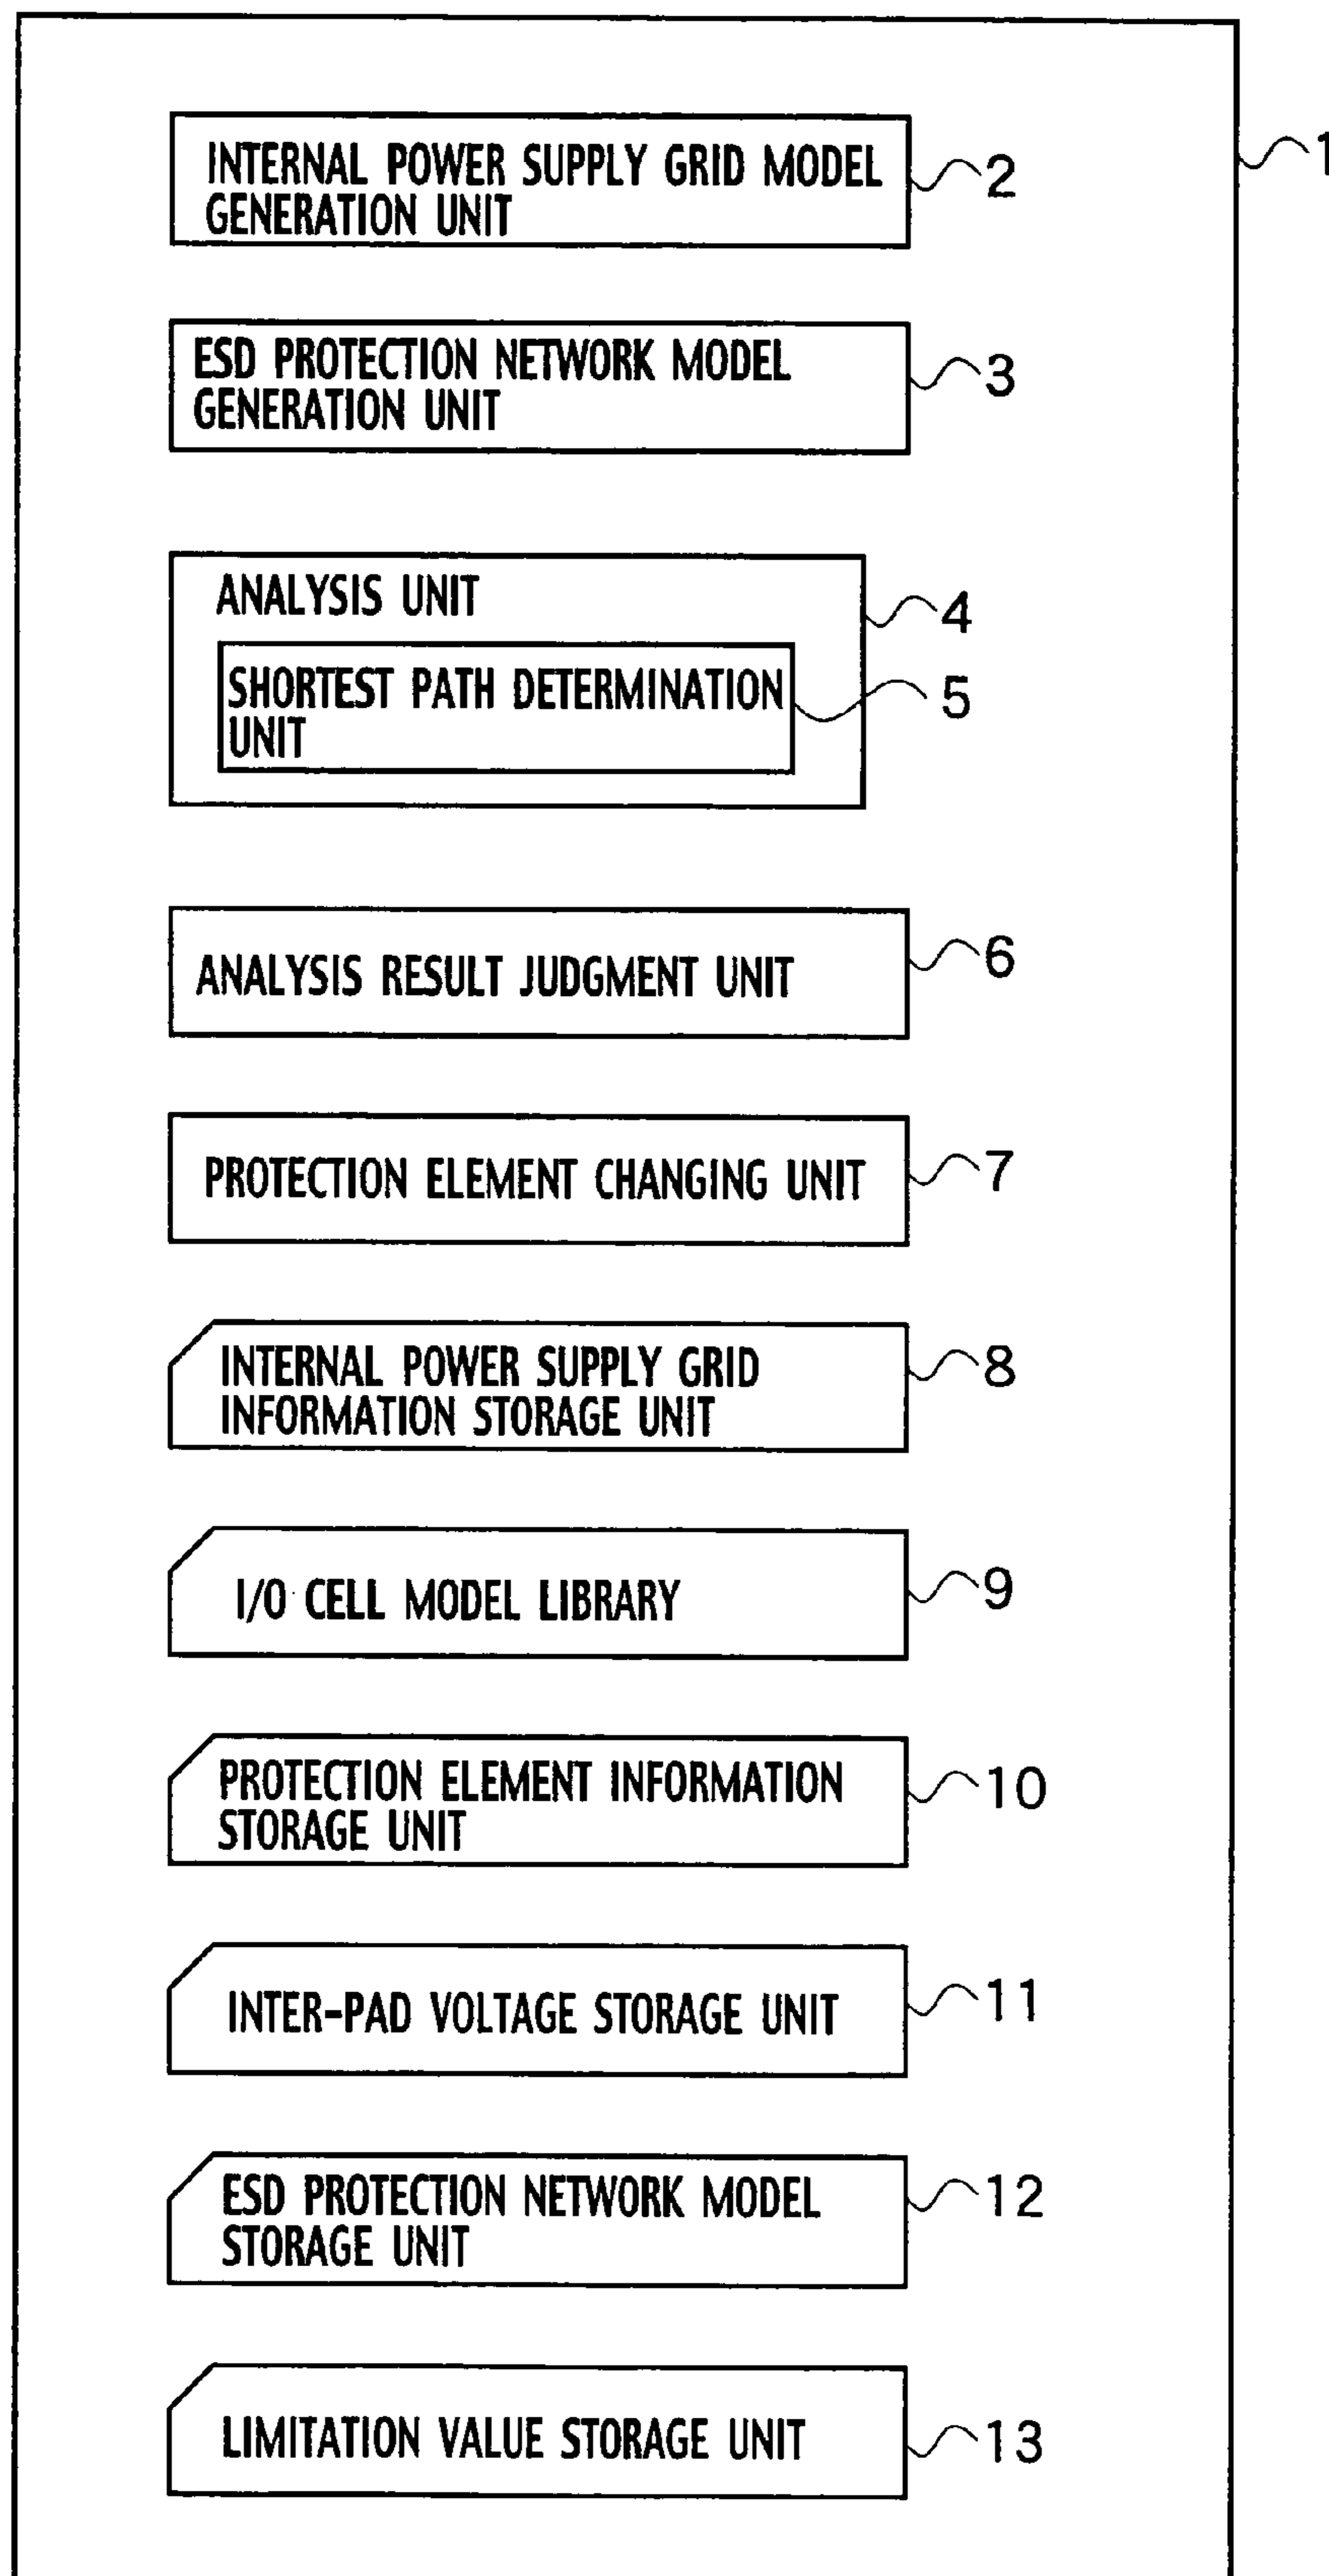 1
INTERNAL POWER SUPPLY GRID MODEL
GENERATION UNIT
2
ESD PROTECTION NETWORK MODEL
GENERATION UNIT
3
ANALYSIS UNIT
4
SHORTEST PATH DETERMINATION
UNIT
5
ANALYSIS RESULT JUDGMENT UNIT
6
PROTECTION ELEMENT CHANGING UNIT
7
INTERNAL POWER SUPPLY GRID
INFORMATION STORAGE UNIT
8
I/O CELL MODEL LIBRARY
9
PROTECTION ELEMENT INFORMATION
STORAGE UNIT
10
INTER-PAD VOLTAGE STORAGE UNIT
11
ESD PROTECTION NETWORK MODEL
STORAGE UNIT
12
LIMITATION VALUE STORAGE UNIT
13